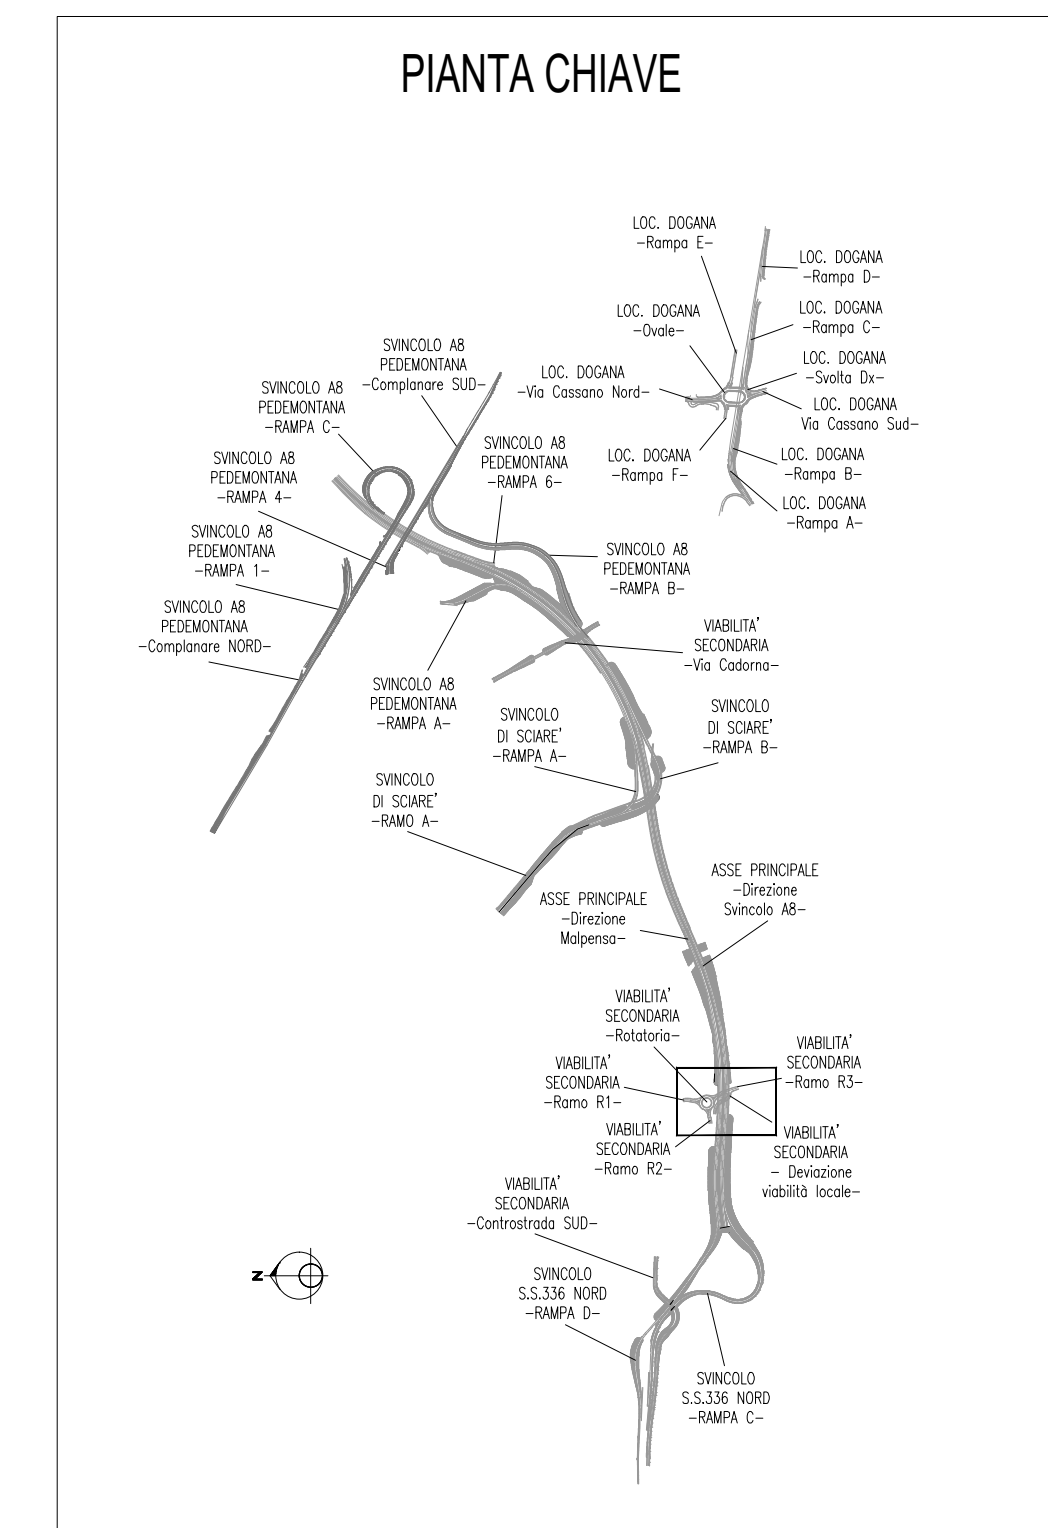 PIANTA CHIAVE
LOC. DOGANA
-Rampa E-
LOC. DOGANA
-Rampa D-
LOC. DOGANA
-Ovale-
LOC. DOGANA
-Rampa C-
SVINCOLO A8
PEDEMONTANA
-Complanare SUD-
LOC. DOGANA
-Svolta Dx-
LOC. DOGANA
-Via Cassano Nord-
SVINCOLO A8
PEDEMONTANA
-RAMPA C-
LOC. DOGANA
Via Cassano Sud-
SVINCOLO A8
PEDEMONTANA
-RAMPA 6-
SVINCOLO A8
PEDEMONTANA
-RAMPA 4-
LOC. DOGANA
-Rampa F-
LOC. DOGANA
-Rampa B-
LOC. DOGANA
-Rampa A-
SVINCOLO A8
PEDEMONTANA
-RAMPA 1-
SVINCOLO A8
PEDEMONTANA
-RAMPA B-
SVINCOLO A8
PEDEMONTANA
-Complanare NORD-
VIABILITA'
SECONDARIA
-Via Cadorna-
SVINCOLO A8
PEDEMONTANA
-RAMPA A-
SVINCOLO
DI SCIARE'
-RAMPA A-
SVINCOLO
DI SCIARE'
-RAMPA B-
SVINCOLO
DI SCIARE'
-RAMO A-
ASSE PRINCIPALE
-Direzione
Svincolo A8-
ASSE PRINCIPALE
-Direzione
Malpensa-
VIABILITA'
SECONDARIA
-Rotatoria-
VIABILITA'
SECONDARIA
-Ramo R3-
VIABILITA'
SECONDARIA
-Ramo R1-
VIABILITA'
SECONDARIA
-Ramo R2-
VIABILITA'
SECONDARIA
- Deviazione
viabilità locale-
VIABILITA'
SECONDARIA
-Controstrada SUD-
N
SVINCOLO
S.S.336 NORD
-RAMPA D-
SVINCOLO
S.S.336 NORD
-RAMPA C-